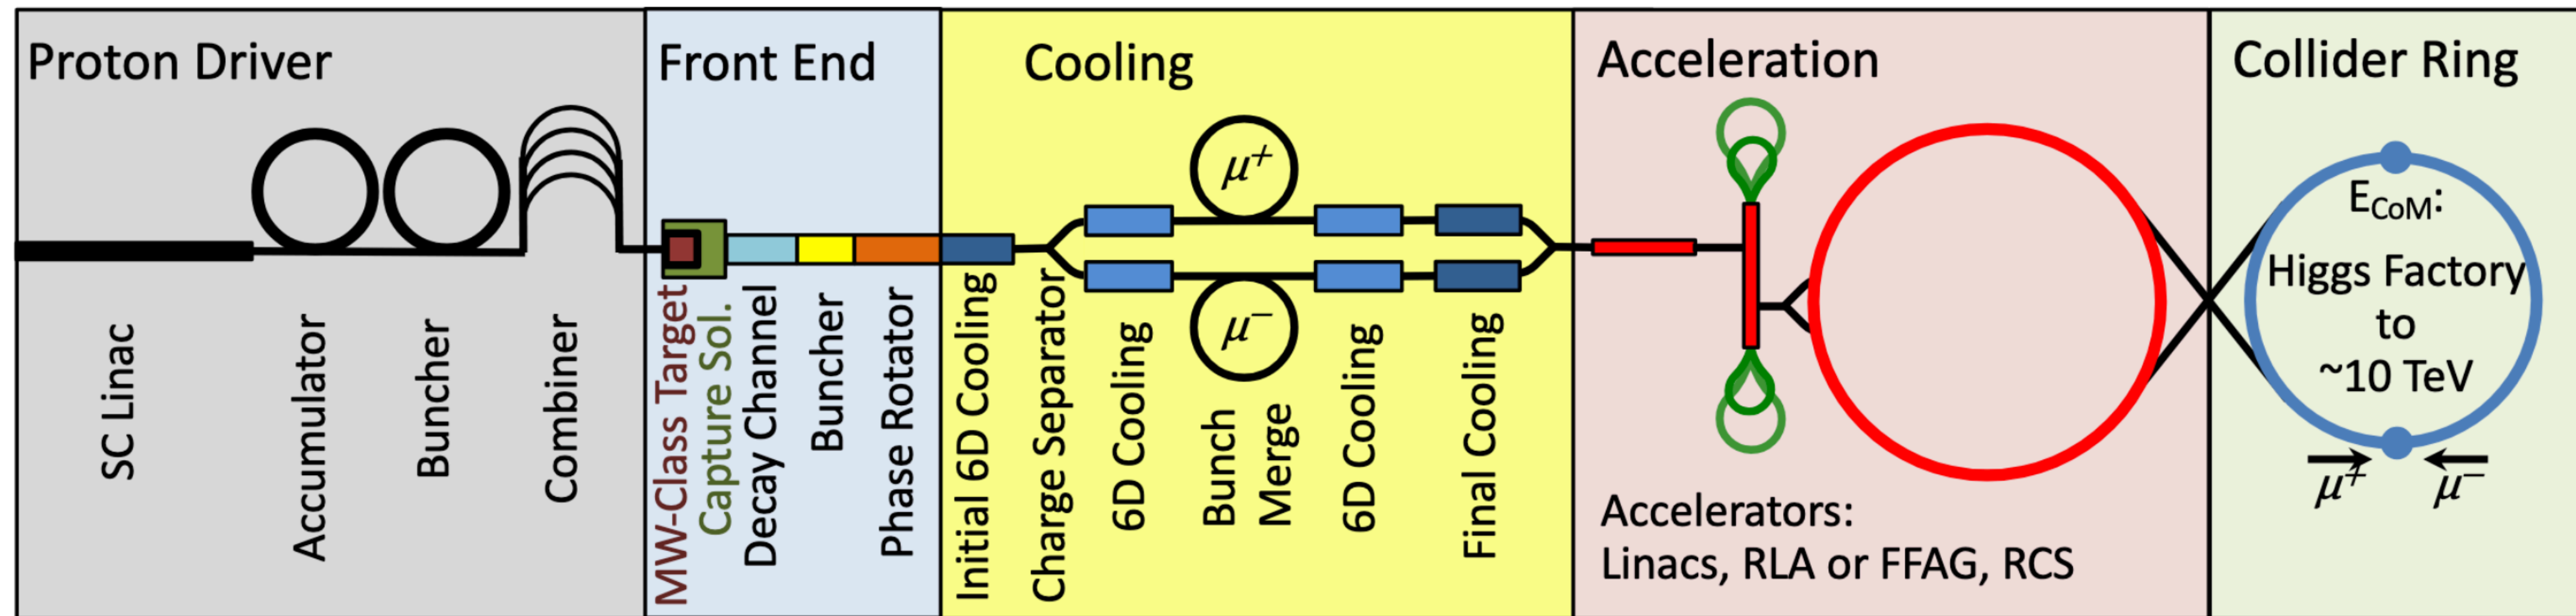 Proton Driver
SC Linac
Accumulator
Buncher
Combiner
Front End
MW-Class Target
Capture Sol.
Decay Channel
Buncher
Phase Rotator
Cooling
Initial 6D Cooling
Charge Separator
6D Cooling
μ+
μ−
Bunch
Merge
6D Cooling
Final Cooling
Acceleration
Accelerators:
Linacs, RLA or FFAG, RCS
Collider Ring
ECoM:
Higgs Factory
to
~10 TeV
μ+ μ−